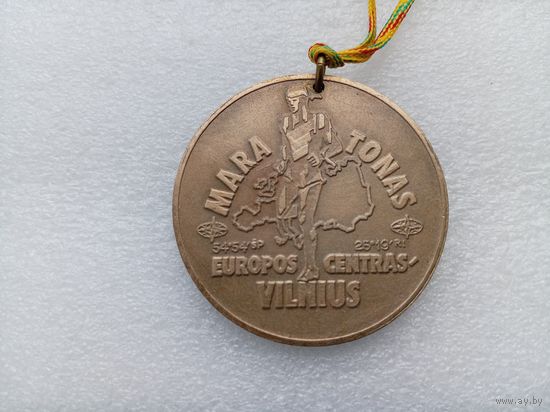 MARA TONAS
54°54'ŠP 25°19'RI
EUROPOS CENTRAS-
VILNIUS
www.ay.by